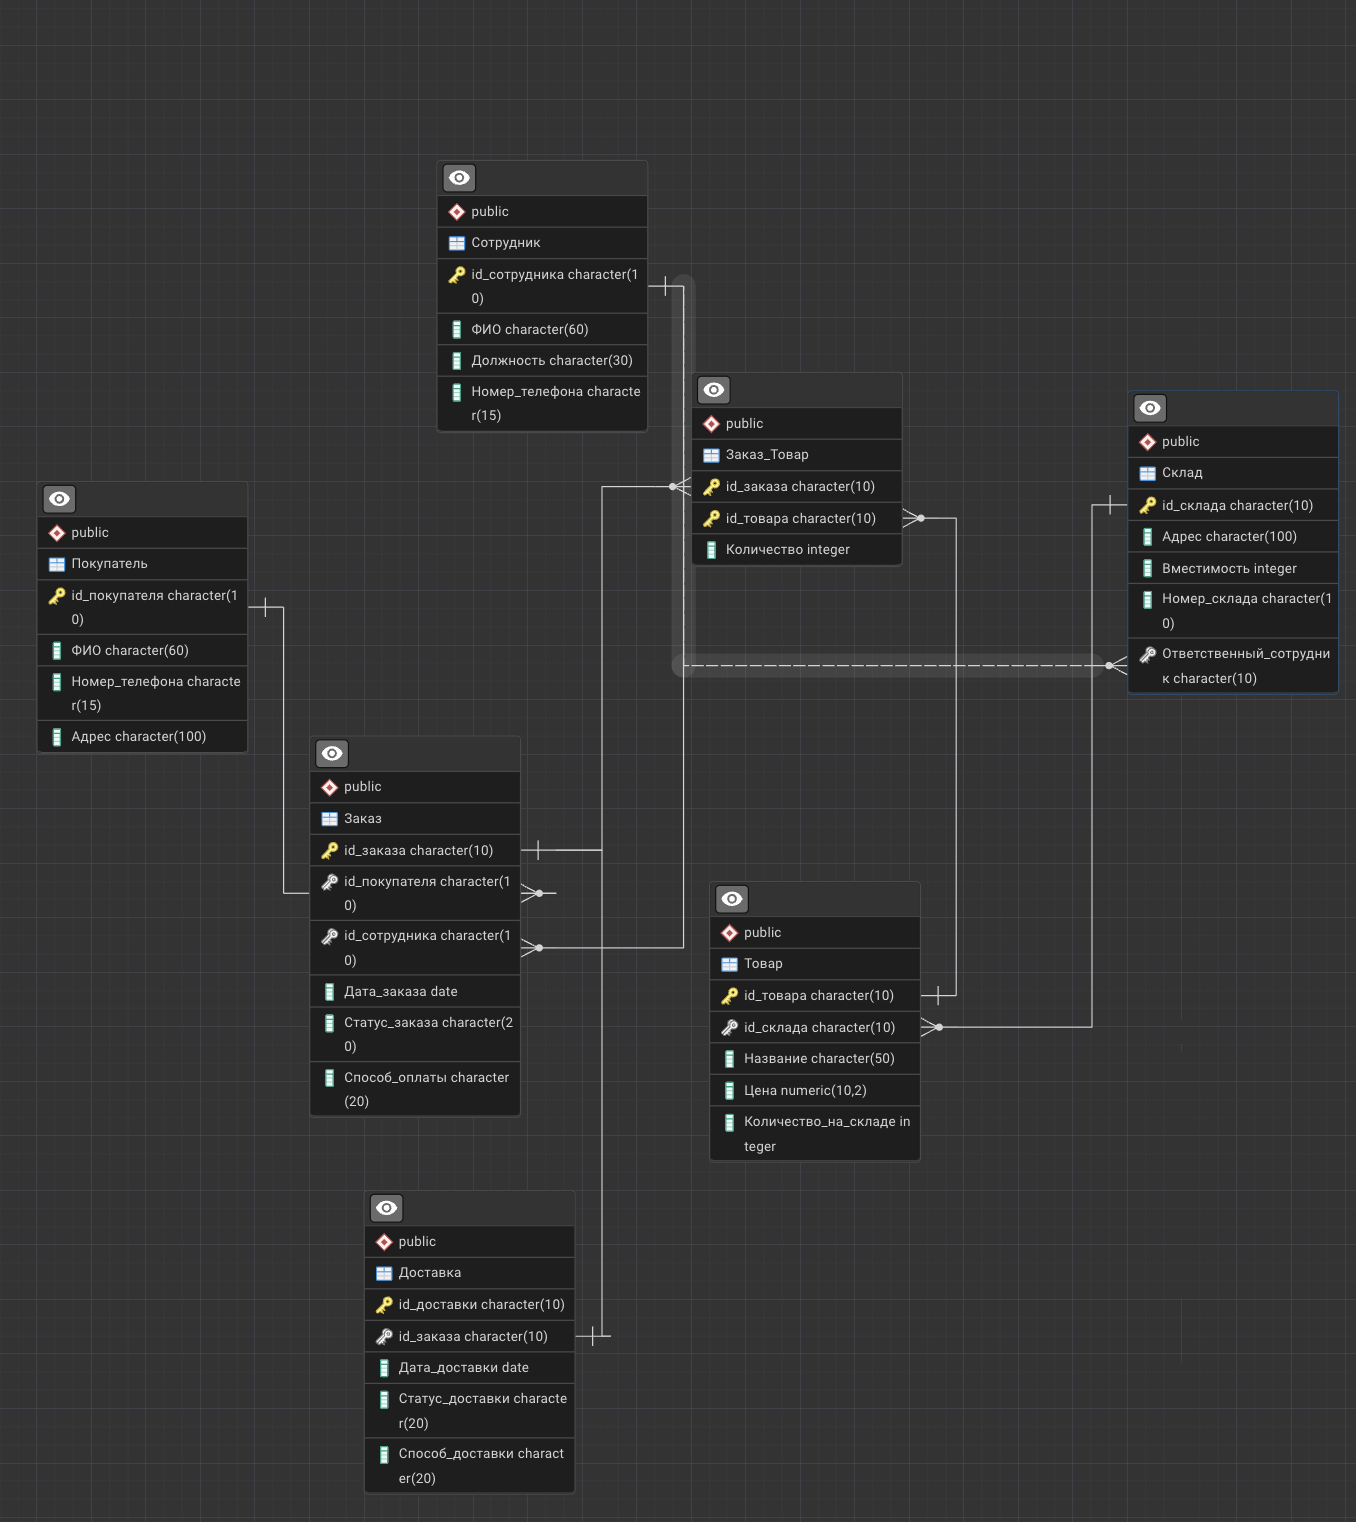 public
Сотрудник
id_сотрудника character(1
0)
ФИО character(60)
Должность character(30)
Номер_телефона characte
r(15)
public
Заказ_Товар
id_заказа character(10)
id_товара character(10)
Количество integer
public
Склад
id_склада character(10)
Адрес character(100)
Вместимость integer
Номер_склада character(1
0)
Ответственный_сотрудни
к character(10)
public
Покупатель
id_покупателя character(1
0)
ФИО character(60)
Номер_телефона characte
r(15)
Адрес character(100)
public
Заказ
id_заказа character(10)
id_покупателя character(1
0)
id_сотрудника character(1
0)
Дата_заказа date
Статус_заказа character(2
0)
Способ_оплаты character
(20)
public
Товар
id_товара character(10)
id_склада character(10)
Название character(50)
Цена numeric(10,2)
Количество_на_складе in
teger
public
Доставка
id_доставки character(10)
id_заказа character(10)
Дата_доставки date
Статус_доставки characte
r(20)
Способ_доставки charact
er(20)